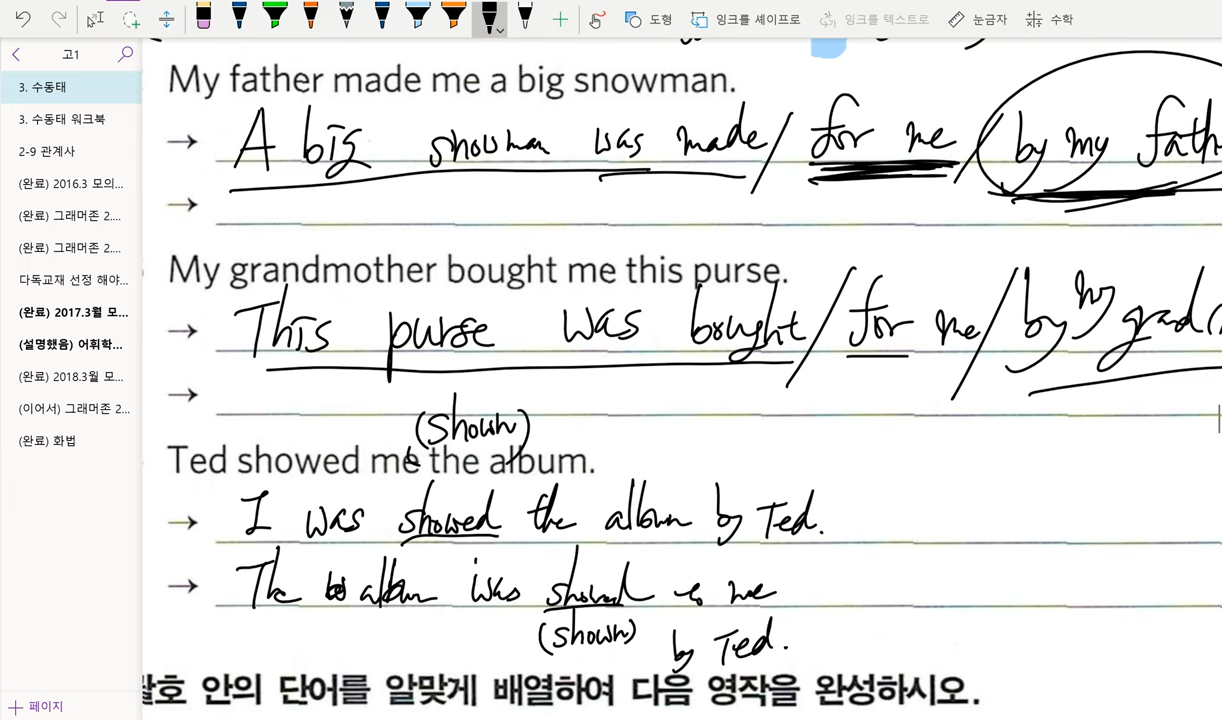 도형 잉크를 셰이프로 잉크를 텍스트로 눈금자 수학
고1
3. 수동태
3. 수동태 워크북
2-9 관계사
(완료) 2016.3 모의...
(완료) 그래머존 2....
(완료) 그래머존 2....
다독교재 선정 해야...
(완료) 2017.3월 모...
(설명했음) 어휘학...
(완료) 2018.3월 모...
(이어서) 그래머존 2...
(완료) 화법
페이지
My father made me a big snowman.
→ A big snowman was made / for me / (by my fath
→
My grandmother bought me this purse.
→ This purse was bought / for me / by my grand
→
(shown)
Ted showed me the album.
→ I was showed the album by Ted.
→ The album was showed to me
(shown) by Ted.
괄호 안의 단어를 알맞게 배열하여 다음 영작을 완성하시오.